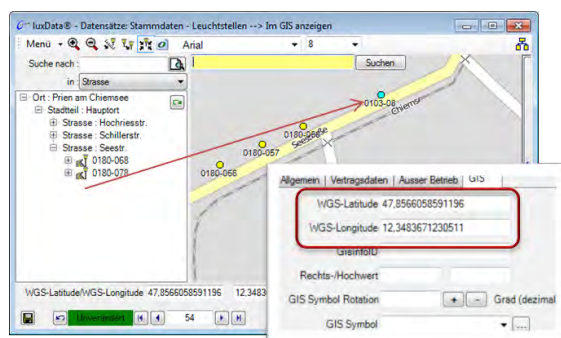 luxData® - Datensätze: Stammdaten - Leuchtstellen --> Im GIS anzeigen
Menü Arial 8
Suche nach : Suchen
in : Strasse
Ort : Prien am Chiemsee
Stadtteil : Hauptort
Strasse : Hochriesstr.
Strasse : Schillerstr.
Strasse : Seestr.
0180-068
0180-078
0103-08
Chiemse
0180-066
Seestraße
0180-057
0180-056
Allgemein Vertragsdaten Ausser Betrieb GIS
WGS-Latitude 47,8566058591196
WGS-Longitude 12,3483671230511
GisInfoID
Rechts-/Hochwert
GIS Symbol Rotation + - Grad (dezimal
GIS Symbol ...
WGS-Latitude/WGS-Longitude 47,8566058591196 12,3483
Unverändert 54